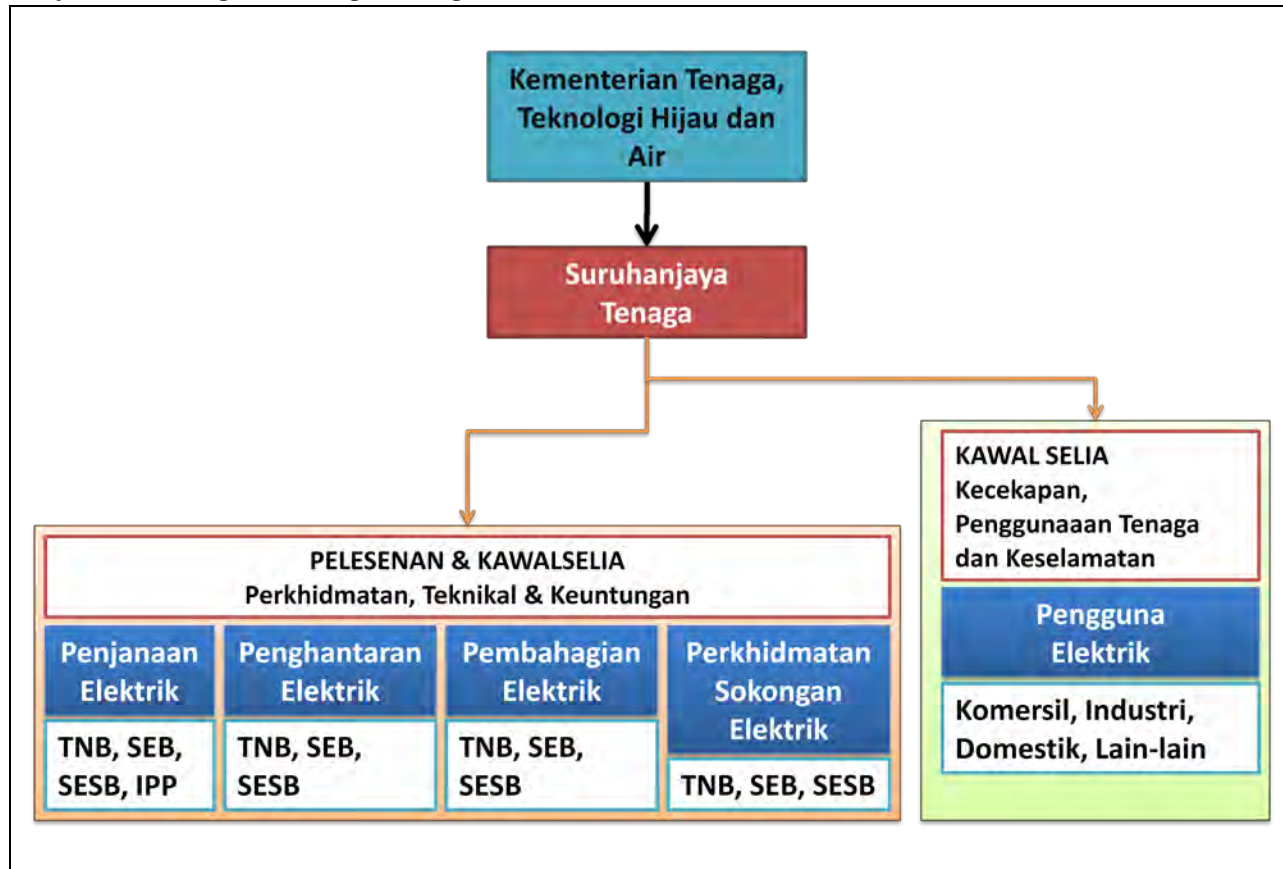 Kementerian Tenaga,
Teknologi Hijau dan
Air
Suruhanjaya
Tenaga
PELESENAN & KAWALSELIA
Perkhidmatan, Teknikal & Keuntungan
Penjanaan
Elektrik
TNB, SEB,
SESB, IPP
Penghantaran
Elektrik
TNB, SEB,
SESB
Pembahagian
Elektrik
TNB, SEB,
SESB
Perkhidmatan
Sokongan
Elektrik
TNB, SEB, SESB
KAWAL SELIA
Kecekapan,
Penggunaaan Tenaga
dan Keselamatan
Pengguna
Elektrik
Komersil, Industri,
Domestik, Lain-lain